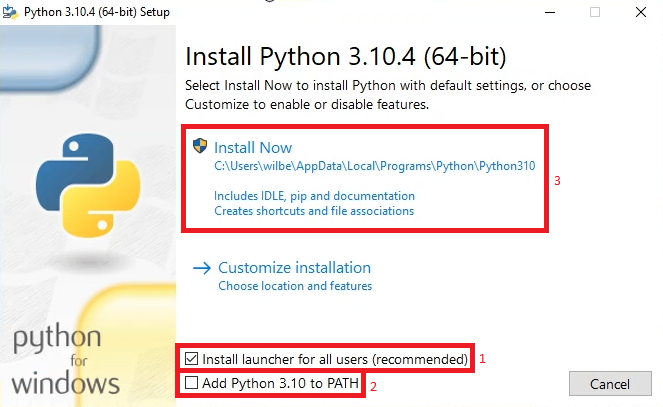 Python 3.10.4 (64-bit) Setup
Install Python 3.10.4 (64-bit)
Select Install Now to install Python with default settings, or choose
Customize to enable or disable features.
Install Now
C:\Users\wilbe\AppData\Local\Programs\Python\Python310
Includes IDLE, pip and documentation
Creates shortcuts and file associations
3
Customize installation
Choose location and features
python
for
windows
Install launcher for all users (recommended)
1
Add Python 3.10 to PATH
2
Cancel